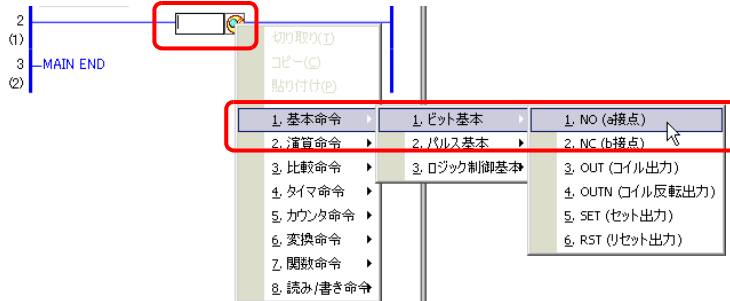 2
(1)
3 MAIN END
(2)
切り取り(T)
コピー(C)
貼り付け(P)
1. 基本命令
2. 演算命令
3. 比較命令
4. タイマ命令
5. カウンタ命令
6. 変換命令
7. 関数命令
8. 読み/書き命令
1. ビット基本
2. パルス基本
3. ロジック制御基本
1. NO (a接点)
2. NC (b接点)
3. OUT (コイル出力)
4. OUTN (コイル反転出力)
5. SET (セット出力)
6. RST (リセット出力)